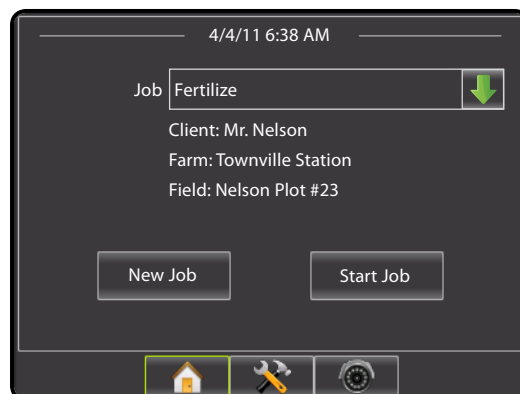 4/4/11 6:38 AM
Job Fertilize
Client: Mr. Nelson
Farm: Townville Station
Field: Nelson Plot #23
New Job Start Job